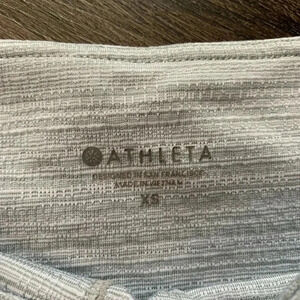 ATHLETA
DESIGNED IN SAN FRANCISCO
MADE IN VIETNAM
XS